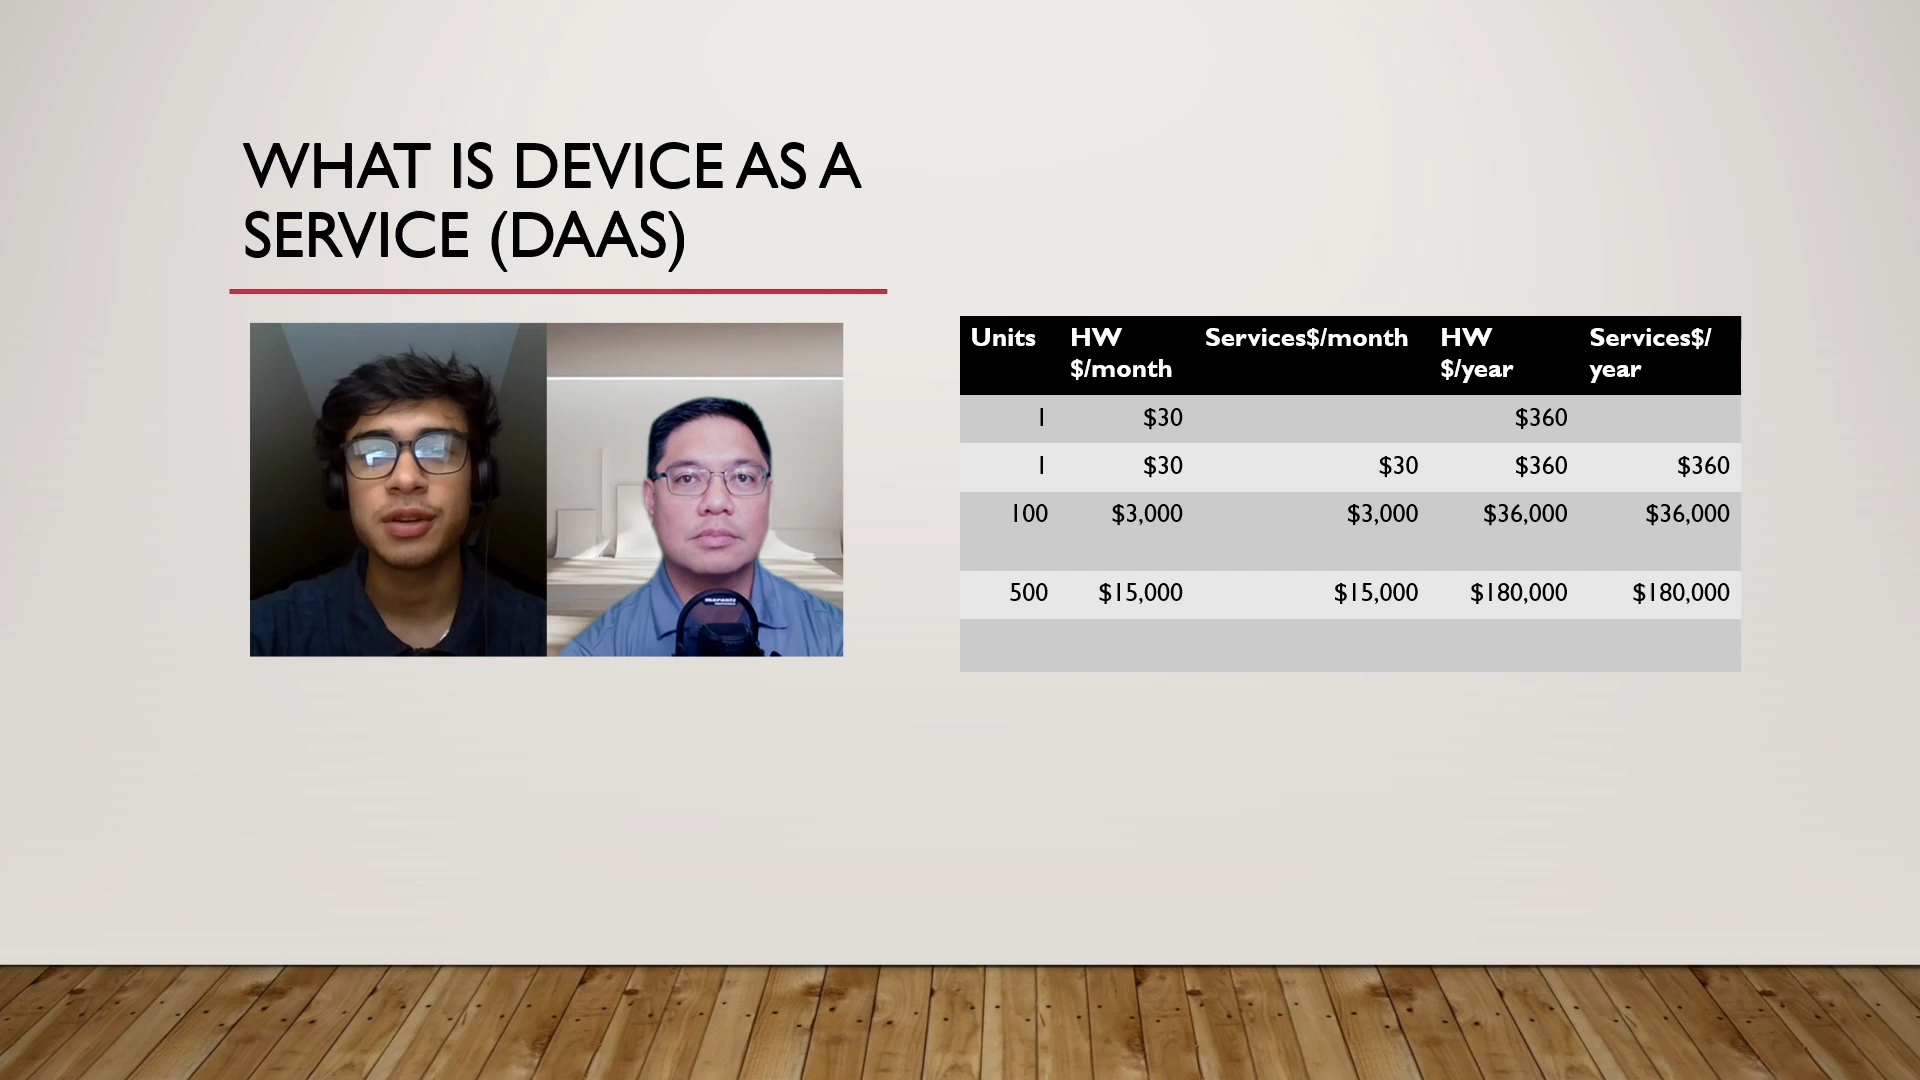 WHAT IS DEVICE AS A
SERVICE (DAAS)
marantz
Units HW $/month Services$/month HW $/year Services$/ year
1 $30 $360
1 $30 $30 $360 $360
100 $3,000 $3,000 $36,000 $36,000
500 $15,000 $15,000 $180,000 $180,000